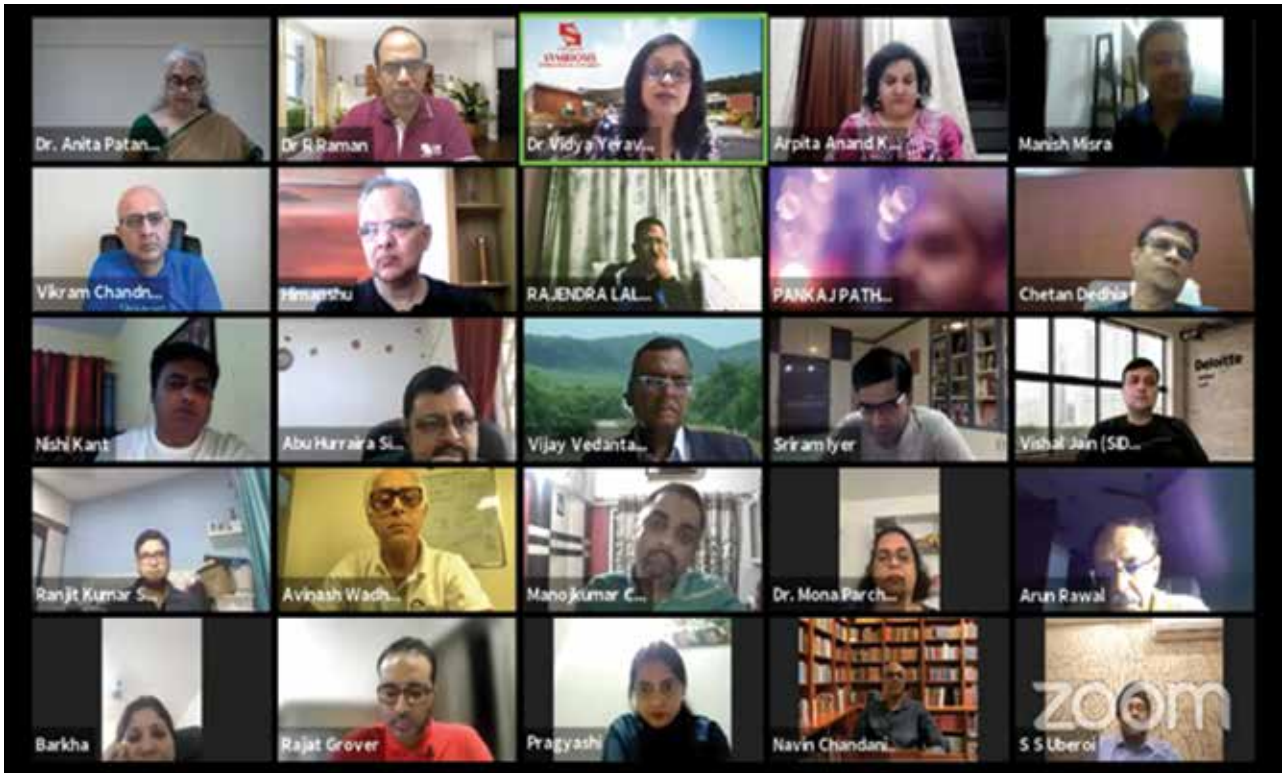 SYMBIOSIS
Dr. Anita Patan...
Dr R Raman
Dr Vidya Yerav...
Arpita Anand K...
Manish Misra
Vikram Chandn...
Himanshu
RAJENDRA LAL...
PANKAJ PATH...
Chetan Dedhia
Deloitte
Nishi Kant
Abu Hurraira Si...
Vijay Vedanta...
Sriram Iyer
Vishal Jain (SID...
Ranjit Kumar S...
Avinash Wadh...
Manojkumar C...
Dr. Mona Parch...
Arun Rawal
zoom
Barkha
Rajat Grover
Pragyashi
Navin Chandani...
S S Uberoi